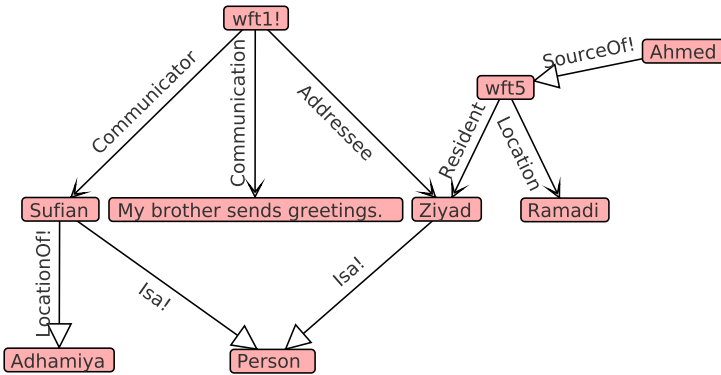 wft1!
SourceOf!
Ahmed
wft5
Communicator
Communication
Addressee
Resident
Location
Sufian
My brother sends greetings.
Ziyad
Ramadi
LocationOf!
Isa!
Isa!
Adhamiya
Person